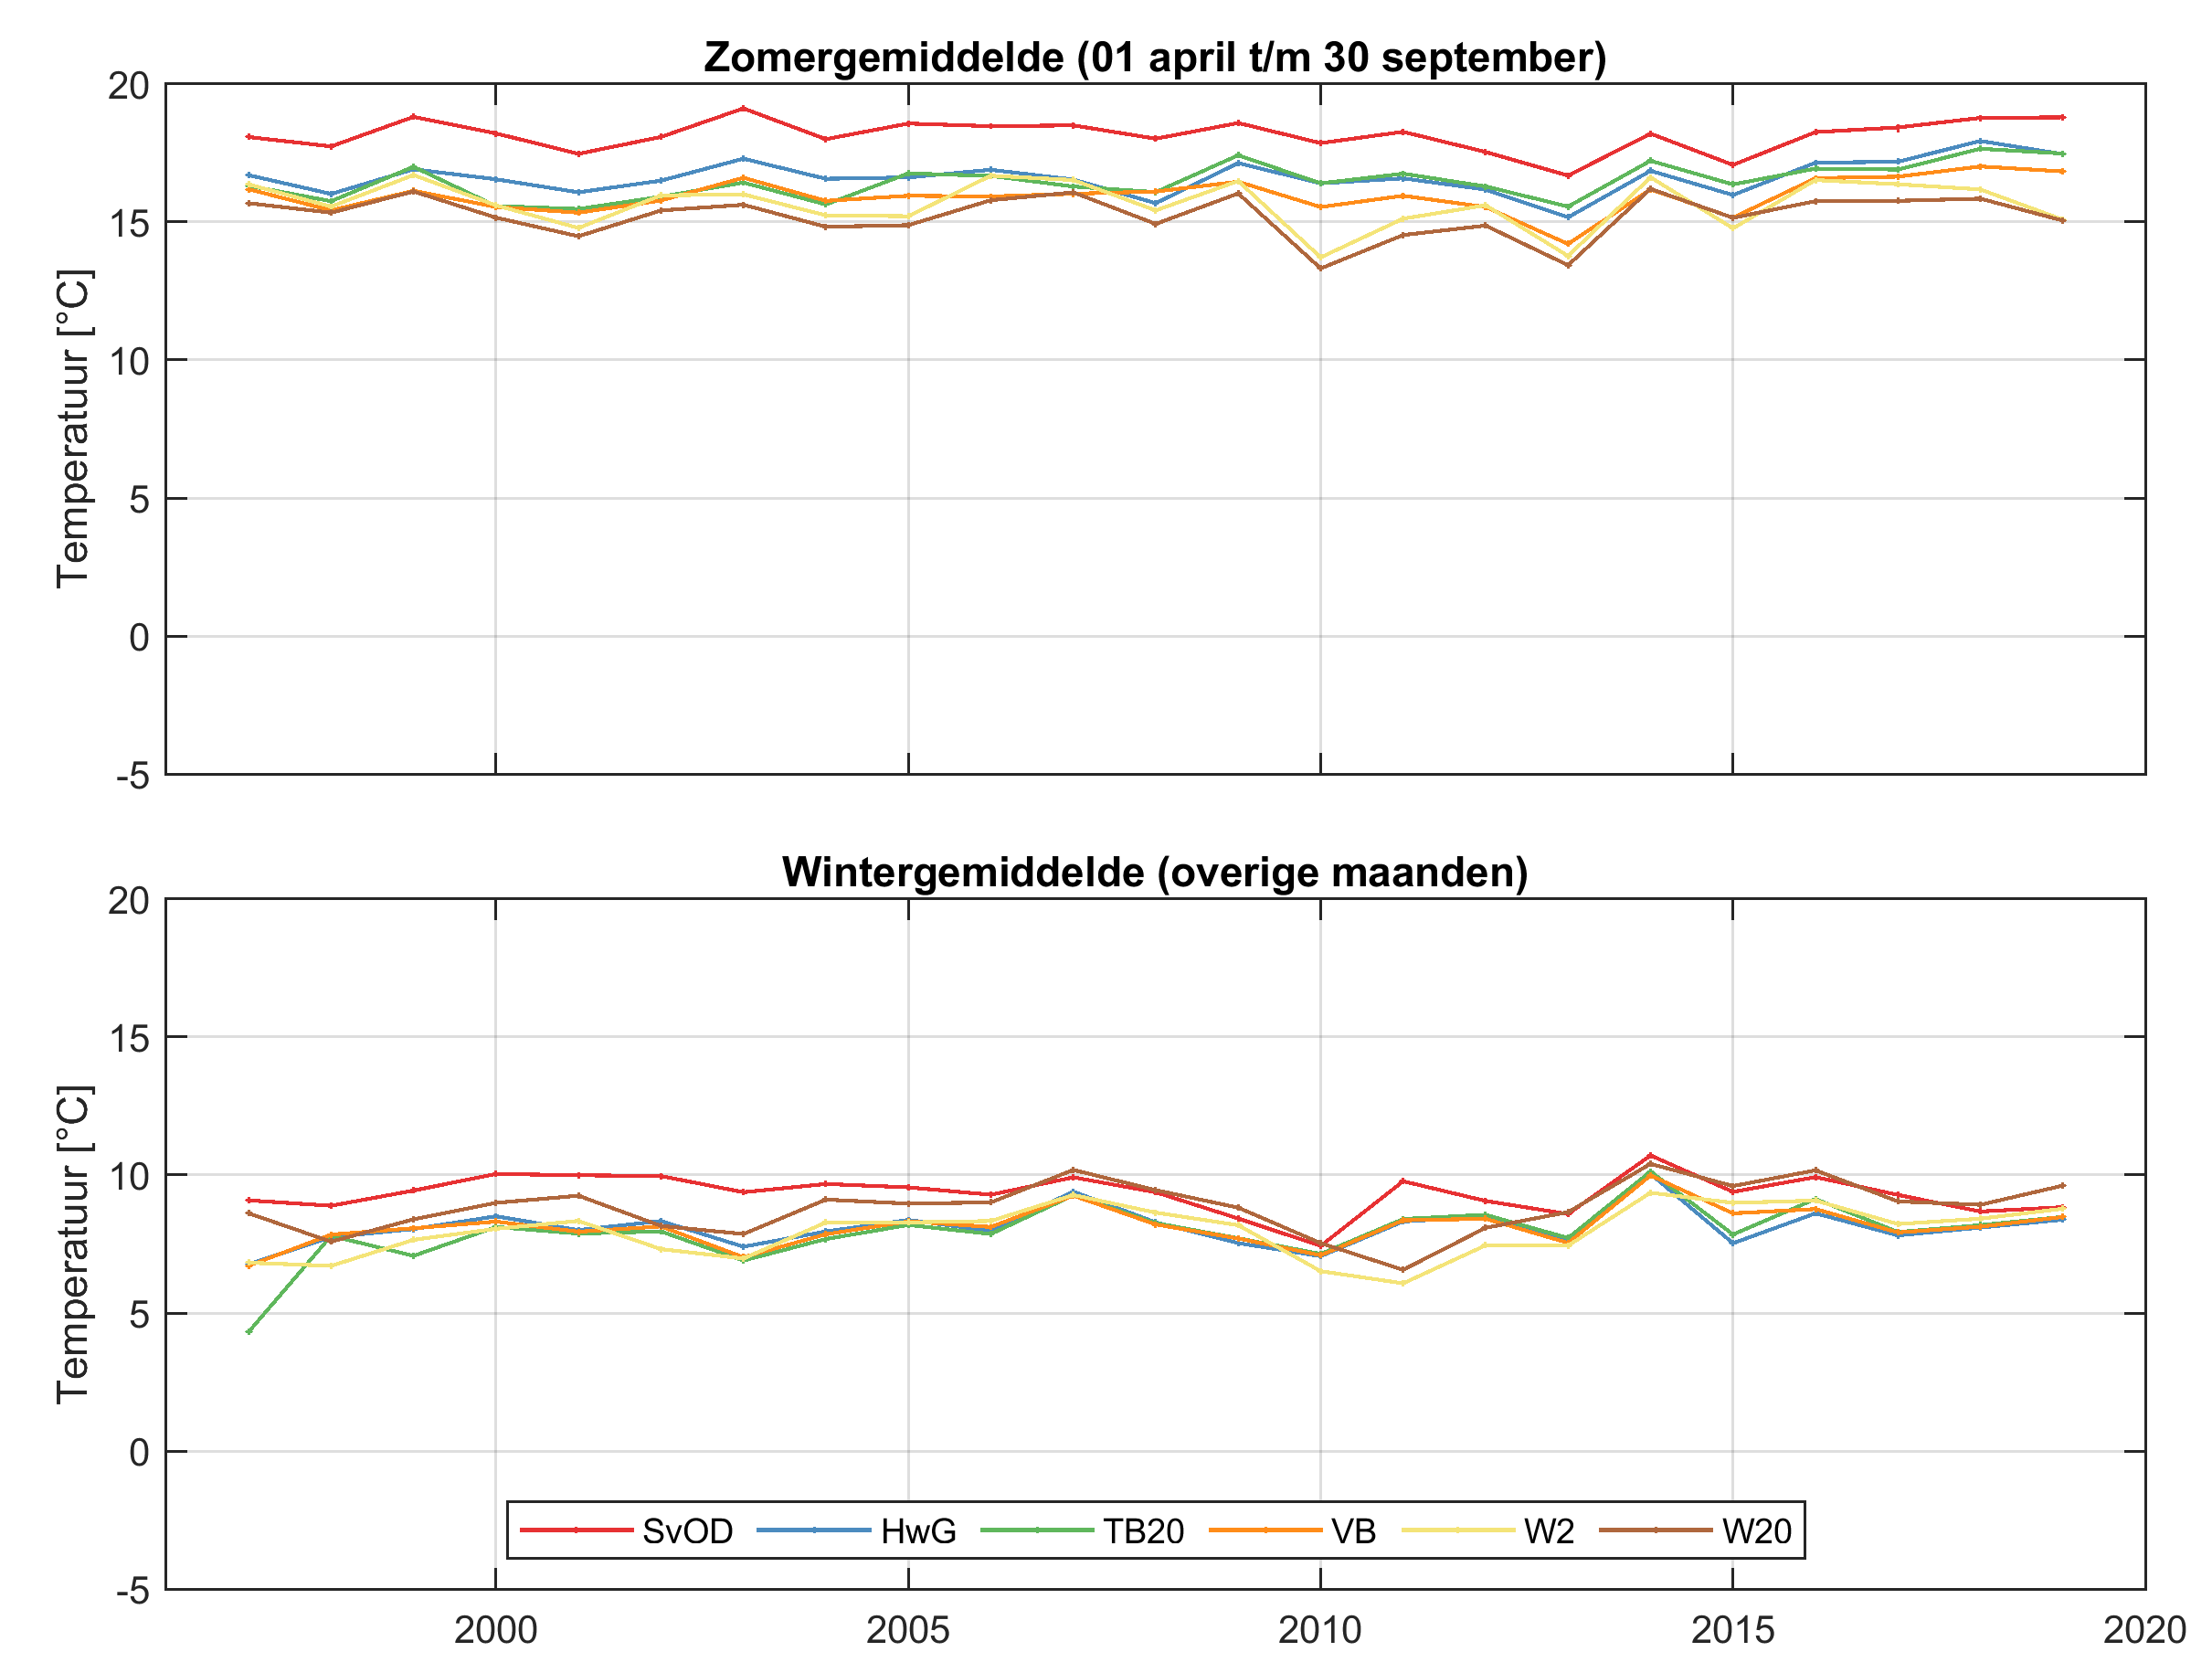 Zomergemiddelde (01 april t/m 30 september)
20
15
10
5
0
-5
Temperatuur [°C]
Wintergemiddelde (overige maanden)
20
15
10
5
0
-5
Temperatuur [°C]
SvOD HwG TB20 VB W2 W20
2000 2005 2010 2015 2020